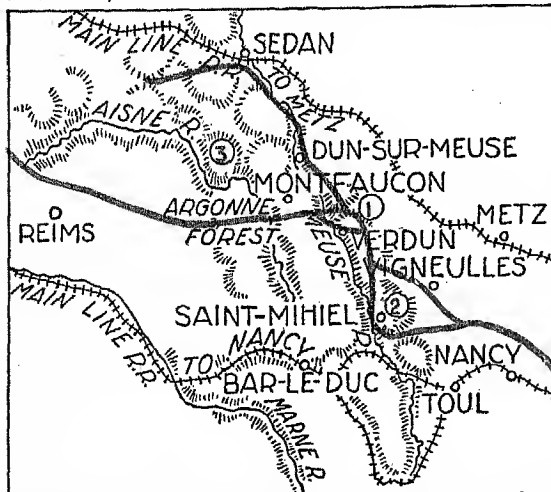 SEDAN
MAIN LINE R.R.
TO METZ
AISNE R.
DUN-SUR-MEUSE
3
MONTFAUCON
1
ARGONNE
FOREST
METZ
REIMS
MEUSE
VERDUN
VIGNEULLES
2
SAINT-MIHIEL
MAIN LINE R.R.
TO NANCY
NANCY
BAR-LE-DUC
TOUL
MARNE R.
R.